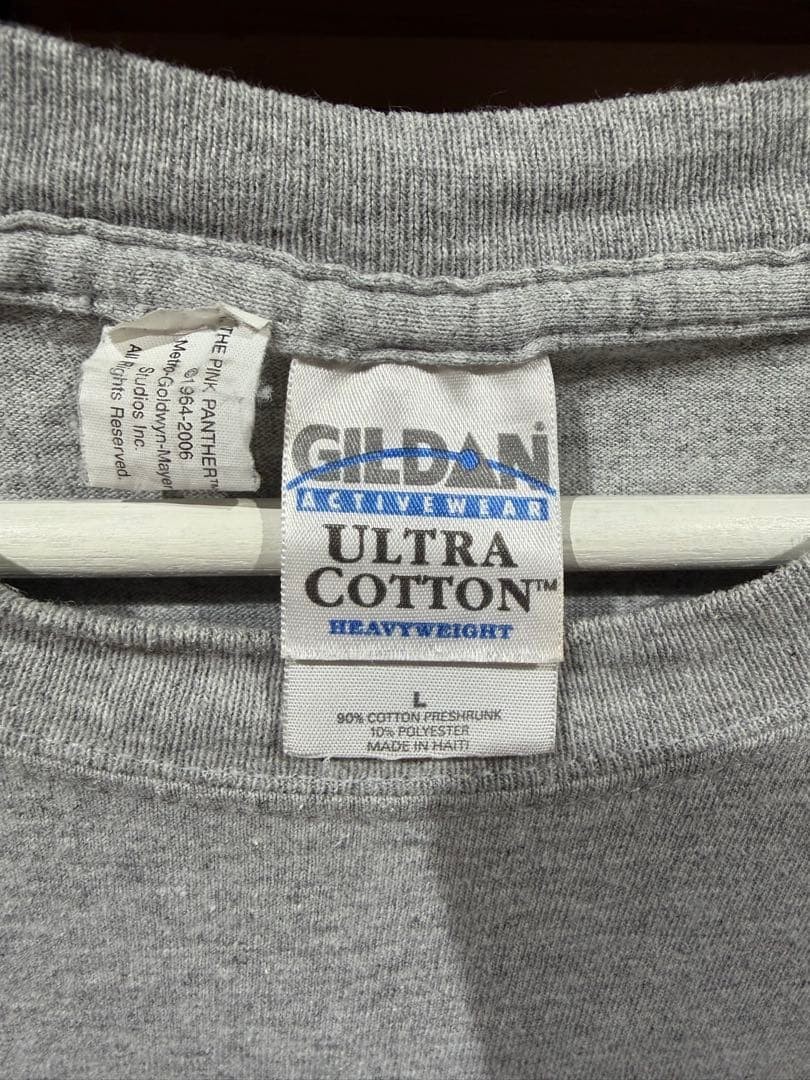 THE PINK PANTHER™
©1964-2006
Metro-Goldwyn-Mayer
Studios Inc.
All Rights Reserved.
GILDAN
ACTIVEWEAR
ULTRA
COTTON™
HEAVYWEIGHT
L
90% COTTON PRESHRUNK
10% POLYESTER
MADE IN HAITI